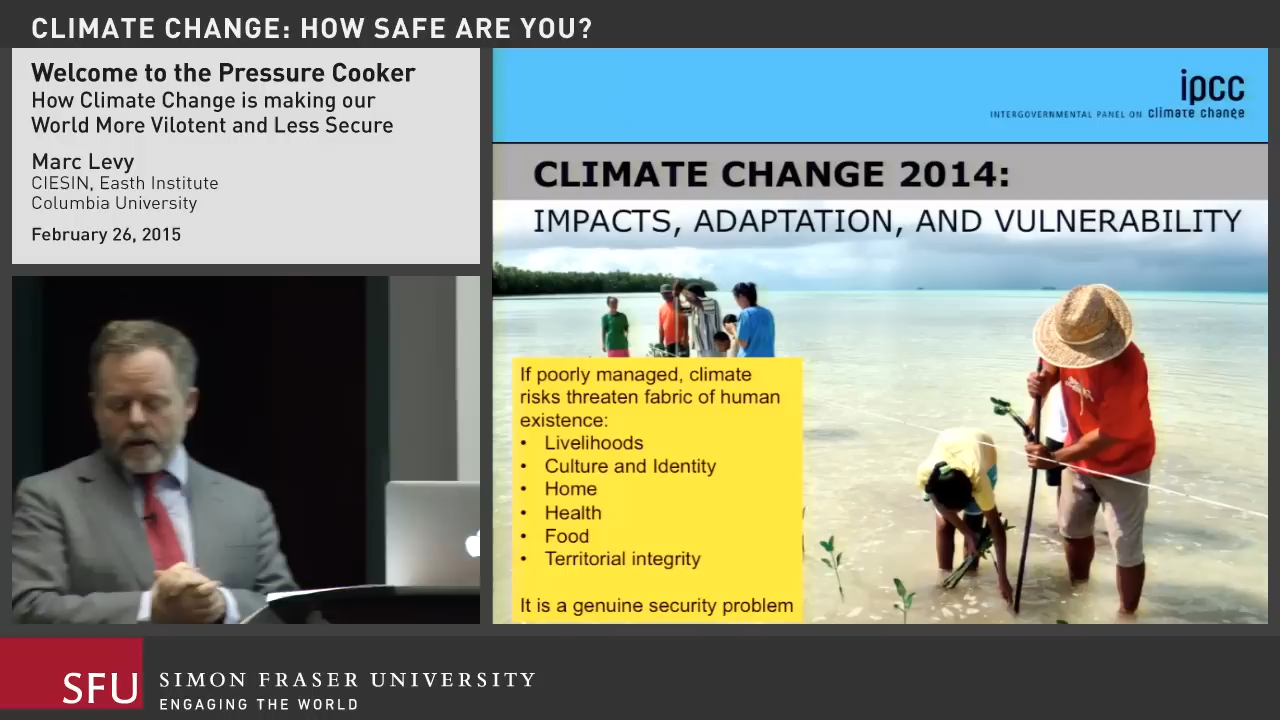 CLIMATE CHANGE: HOW SAFE ARE YOU?
Welcome to the Pressure Cooker
How Climate Change is making our
World More Vilotent and Less Secure
Marc Levy
CIESIN, Easth Institute
Columbia University
February 26, 2015
ipcc
INTERGOVERNMENTAL PANEL ON climate change
CLIMATE CHANGE 2014:
IMPACTS, ADAPTATION, AND VULNERABILITY
If poorly managed, climate
risks threaten fabric of human
existence:
• Livelihoods
• Culture and Identity
• Home
• Health
• Food
• Territorial integrity
It is a genuine security problem
SFU
SIMON FRASER UNIVERSITY
ENGAGING THE WORLD